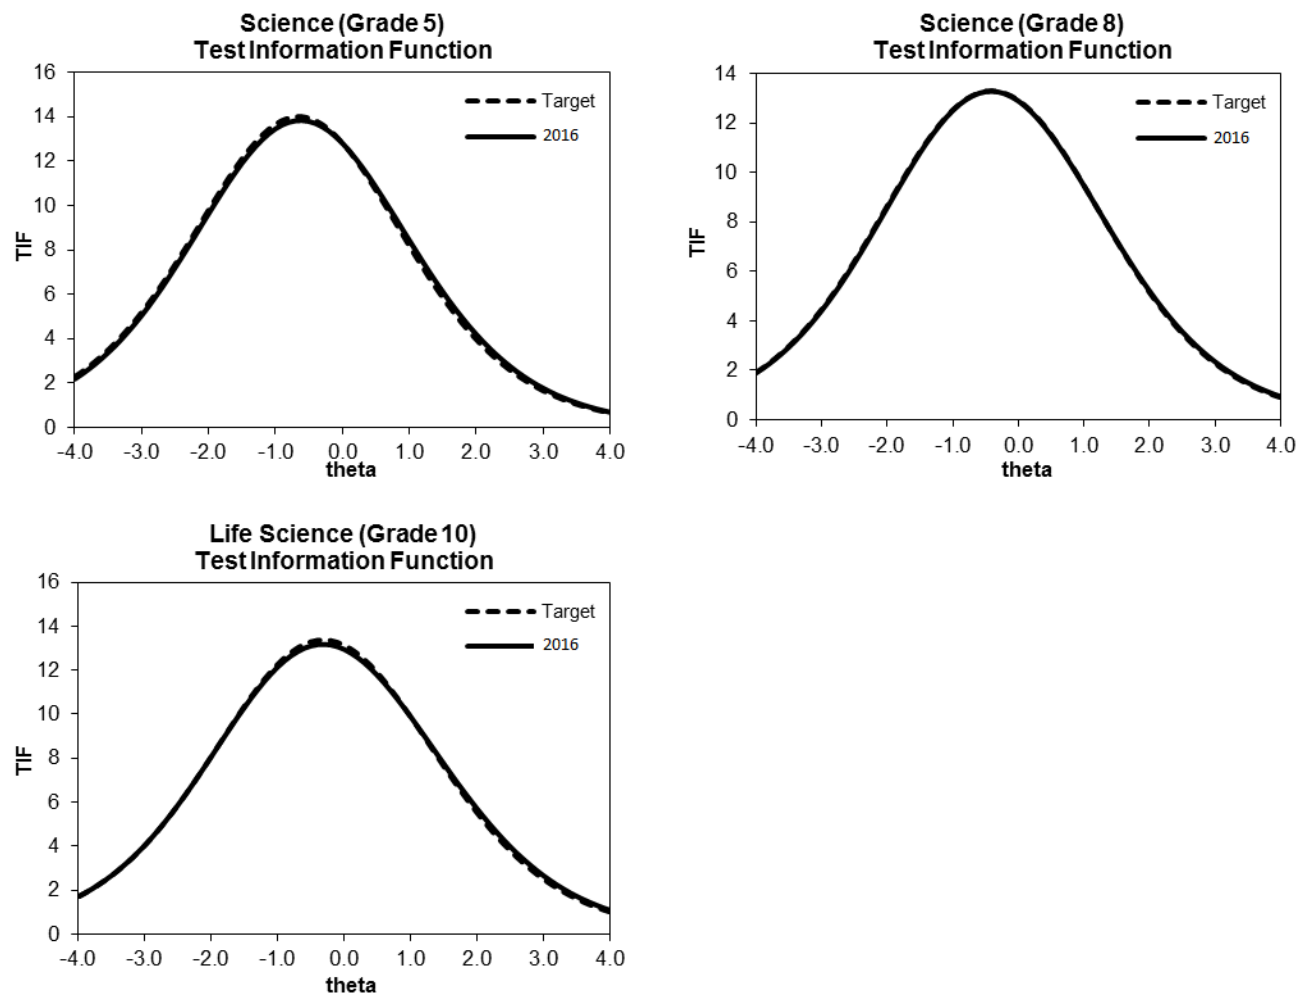 Science (Grade 5)
Test Information Function
16
14
12
10
8
6
4
2
0
TIF
Target
2016
-4.0 -3.0 -2.0 -1.0 0.0 1.0 2.0 3.0 4.0
theta
Science (Grade 8)
Test Information Function
14
12
10
8
6
4
2
0
TIF
Target
2016
-4.0 -3.0 -2.0 -1.0 0.0 1.0 2.0 3.0 4.0
theta
Life Science (Grade 10)
Test Information Function
16
14
12
10
8
6
4
2
0
TIF
Target
2016
-4.0 -3.0 -2.0 -1.0 0.0 1.0 2.0 3.0 4.0
theta